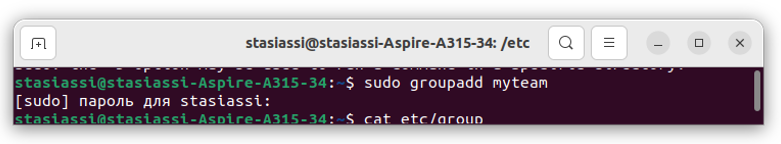 stasiassi@stasiassi-Aspire-A315-34: /etc
stasiassi@stasiassi-Aspire-A315-34:~$ sudo groupadd myteam
[sudo] пароль для stasiassi:
stasiassi@stasiassi-Aspire-A315-34:~$ cat etc/group